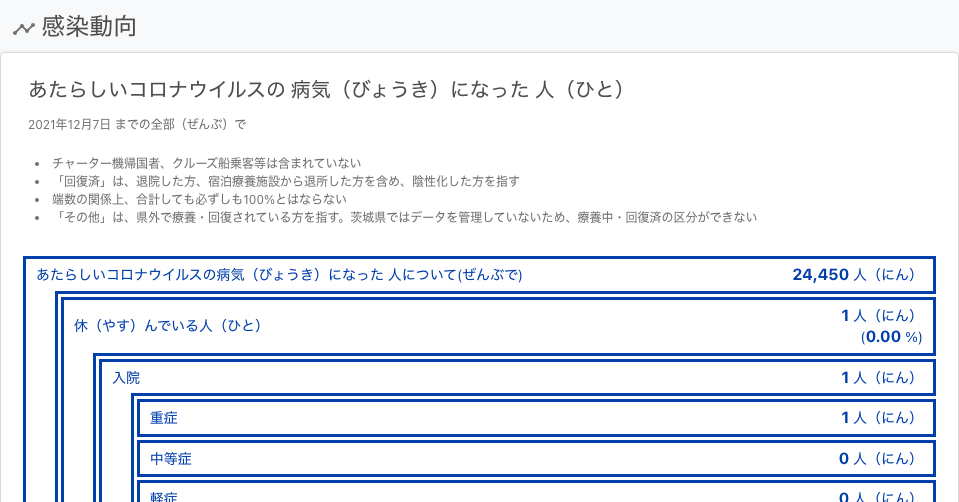 感染動向
あたらしいコロナウイルスの 病気（びょうき）になった 人（ひと）
2021年12月7日 までの全部（ぜんぶ）で
• チャーター機帰国者、クルーズ船乗客等は含まれていない
• 「回復済」は、退院した方、宿泊療養施設から退所した方を含め、陰性化した方を指す
• 端数の関係上、合計しても必ずしも100%とはならない
• 「その他」は、県外で療養・回復されている方を指す。茨城県ではデータを管理していないため、療養中・回復済の区分ができない
あたらしいコロナウイルスの病気（びょうき）になった 人について(ぜんぶで) 24,450 人（にん）
休（やす）んでいる人（ひと） 1 人（にん）
(0.00 %)
入院 1 人（にん）
重症 1 人（にん）
中等症 0 人（にん）
軽症 0 人（にん）